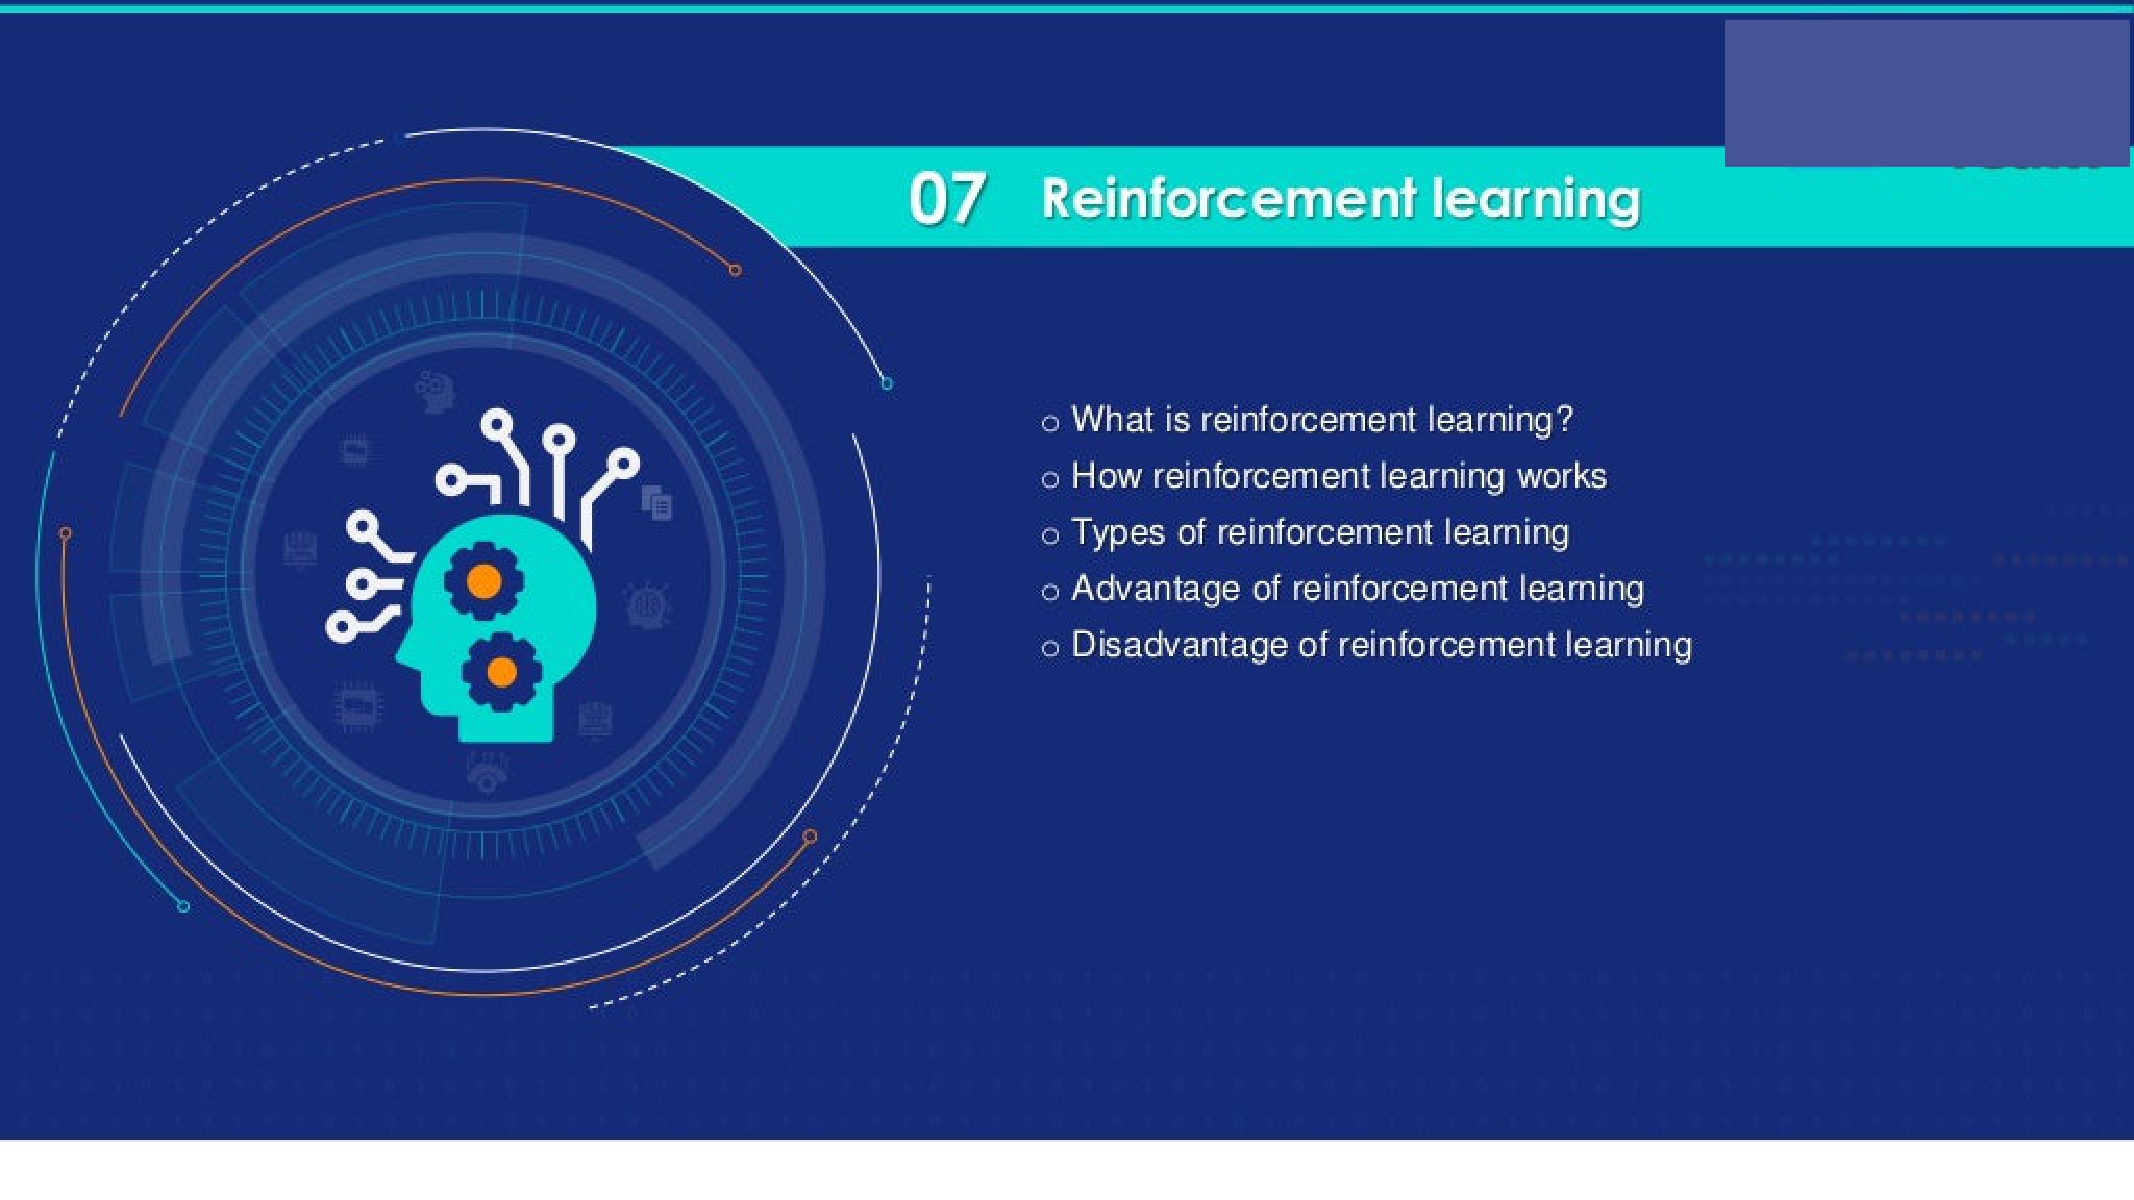 07 Reinforcement learning
○ What is reinforcement learning?
○ How reinforcement learning works
○ Types of reinforcement learning
○ Advantage of reinforcement learning
○ Disadvantage of reinforcement learning